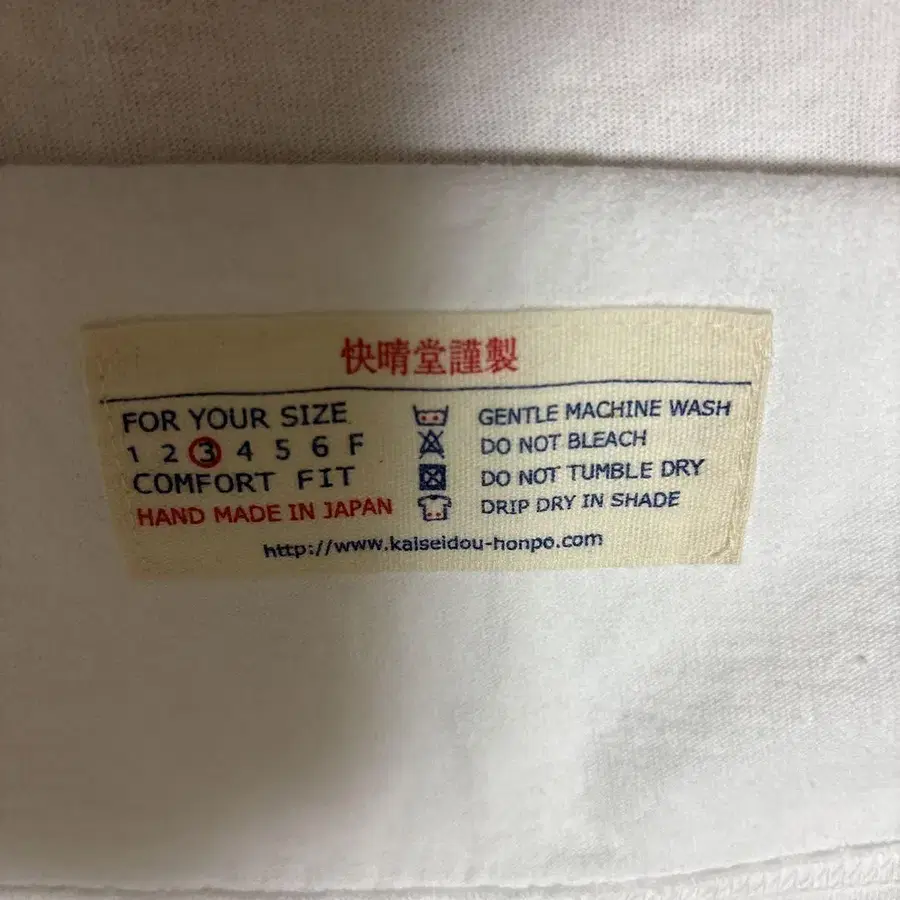 快晴堂謹製
FOR YOUR SIZE
1 2 3 4 5 6 F
COMFORT FIT
HAND MADE IN JAPAN
GENTLE MACHINE WASH
DO NOT BLEACH
DO NOT TUMBLE DRY
DRIP DRY IN SHADE
http://www.kaiseidou-honpo.com